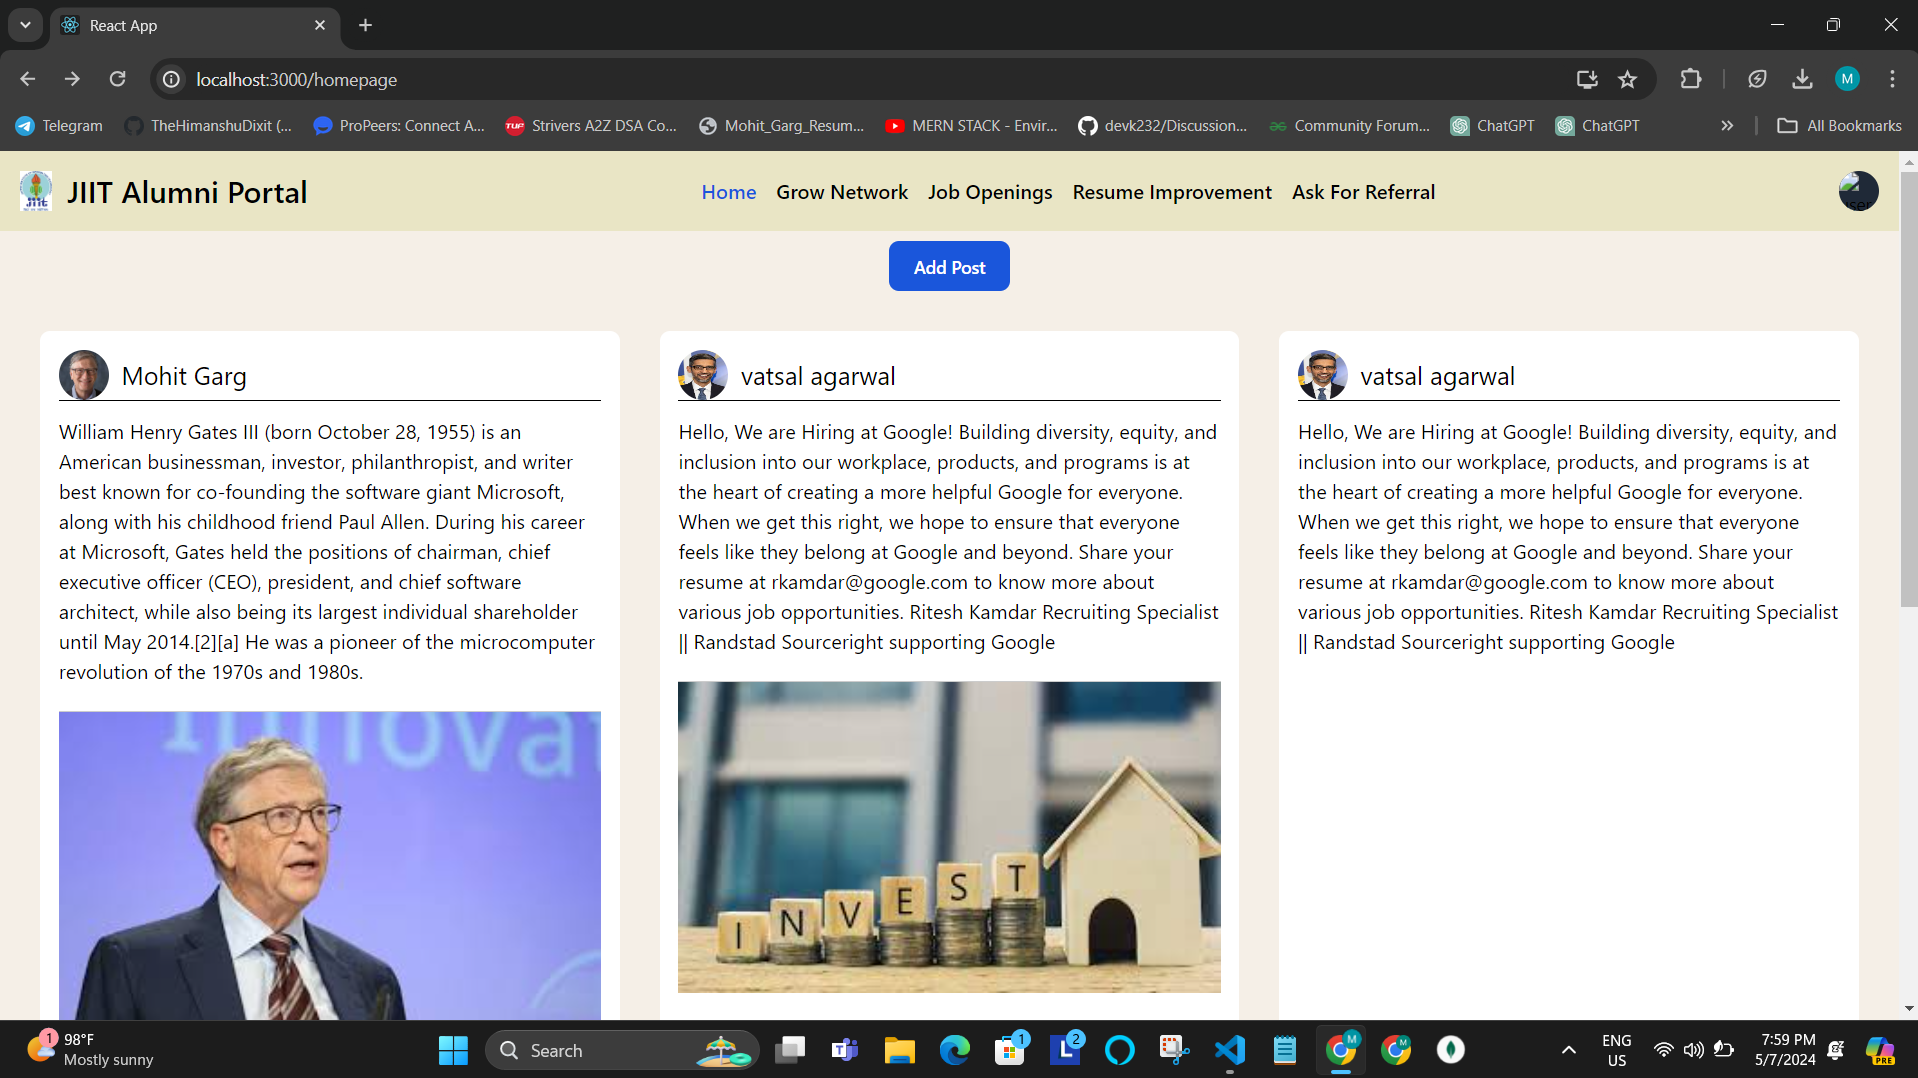 React App
localhost:3000/homepage
M
Telegram
TheHimanshuDixit (...
ProPeers: Connect A...
TUF
Strivers A2Z DSA Co...
Mohit_Garg_Resum...
MERN STACK - Envir...
devk232/Discussion...
Community Forum...
ChatGPT
ChatGPT
All Bookmarks
JIIT Alumni Portal
Home
Grow Network
Job Openings
Resume Improvement
Ask For Referral
user
Add Post
Mohit Garg
William Henry Gates III (born October 28, 1955) is an
American businessman, investor, philanthropist, and writer
best known for co-founding the software giant Microsoft,
along with his childhood friend Paul Allen. During his career
at Microsoft, Gates held the positions of chairman, chief
executive officer (CEO), president, and chief software
architect, while also being its largest individual shareholder
until May 2014.[2][a] He was a pioneer of the microcomputer
revolution of the 1970s and 1980s.
vatsal agarwal
Hello, We are Hiring at Google! Building diversity, equity, and
inclusion into our workplace, products, and programs is at
the heart of creating a more helpful Google for everyone.
When we get this right, we hope to ensure that everyone
feels like they belong at Google and beyond. Share your
resume at rkamdar@google.com to know more about
various job opportunities. Ritesh Kamdar Recruiting Specialist
|| Randstad Sourceright supporting Google
INVEST
vatsal agarwal
Hello, We are Hiring at Google! Building diversity, equity, and
inclusion into our workplace, products, and programs is at
the heart of creating a more helpful Google for everyone.
When we get this right, we hope to ensure that everyone
feels like they belong at Google and beyond. Share your
resume at rkamdar@google.com to know more about
various job opportunities. Ritesh Kamdar Recruiting Specialist
|| Randstad Sourceright supporting Google
1
98°F
Mostly sunny
Search
1
2
L
M
M
ENG
US
7:59 PM
5/7/2024
PRE